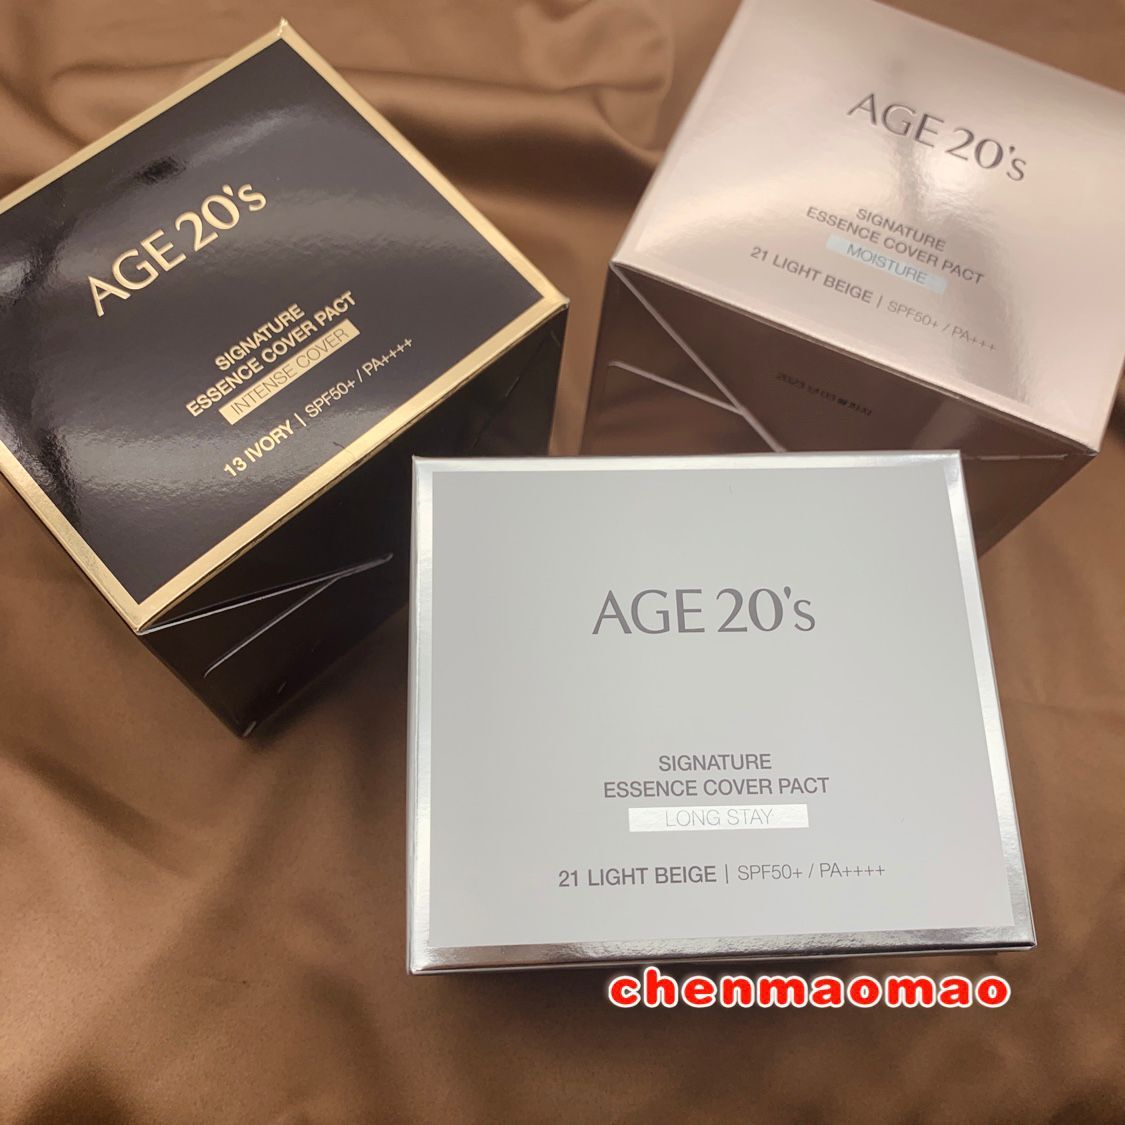 AGE 20's
SIGNATURE
ESSENCE COVER PACT
INTENSE COVER
13 IVORY | SPF50+ / PA++++
AGE 20's
SIGNATURE
ESSENCE COVER PACT
MOISTURE
21 LIGHT BEIGE | SPF50+ / PA+++
AGE 20's
SIGNATURE
ESSENCE COVER PACT
LONG STAY
21 LIGHT BEIGE | SPF50+ / PA++++
chenmaomao